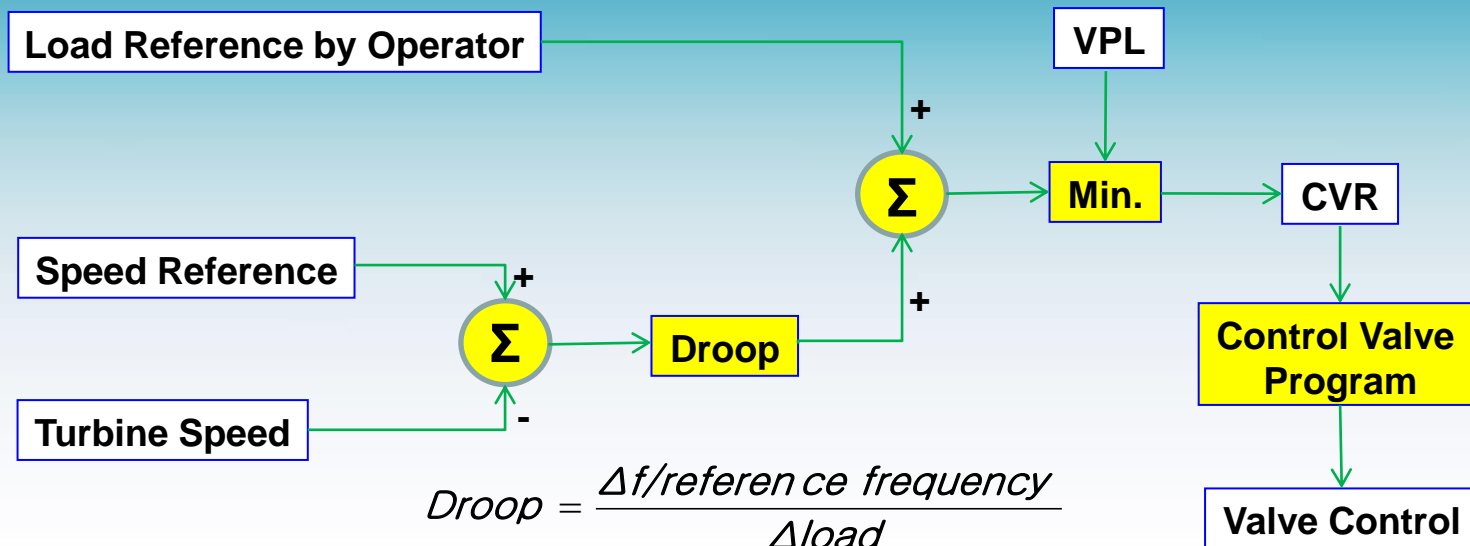 Load Reference by Operator
VPL
+
Σ
Min.
CVR
Speed Reference
+
+
Σ
Droop
Control Valve
Program
Turbine Speed
-
Droop = Δf/referen ce frequency
Δload
Valve Control